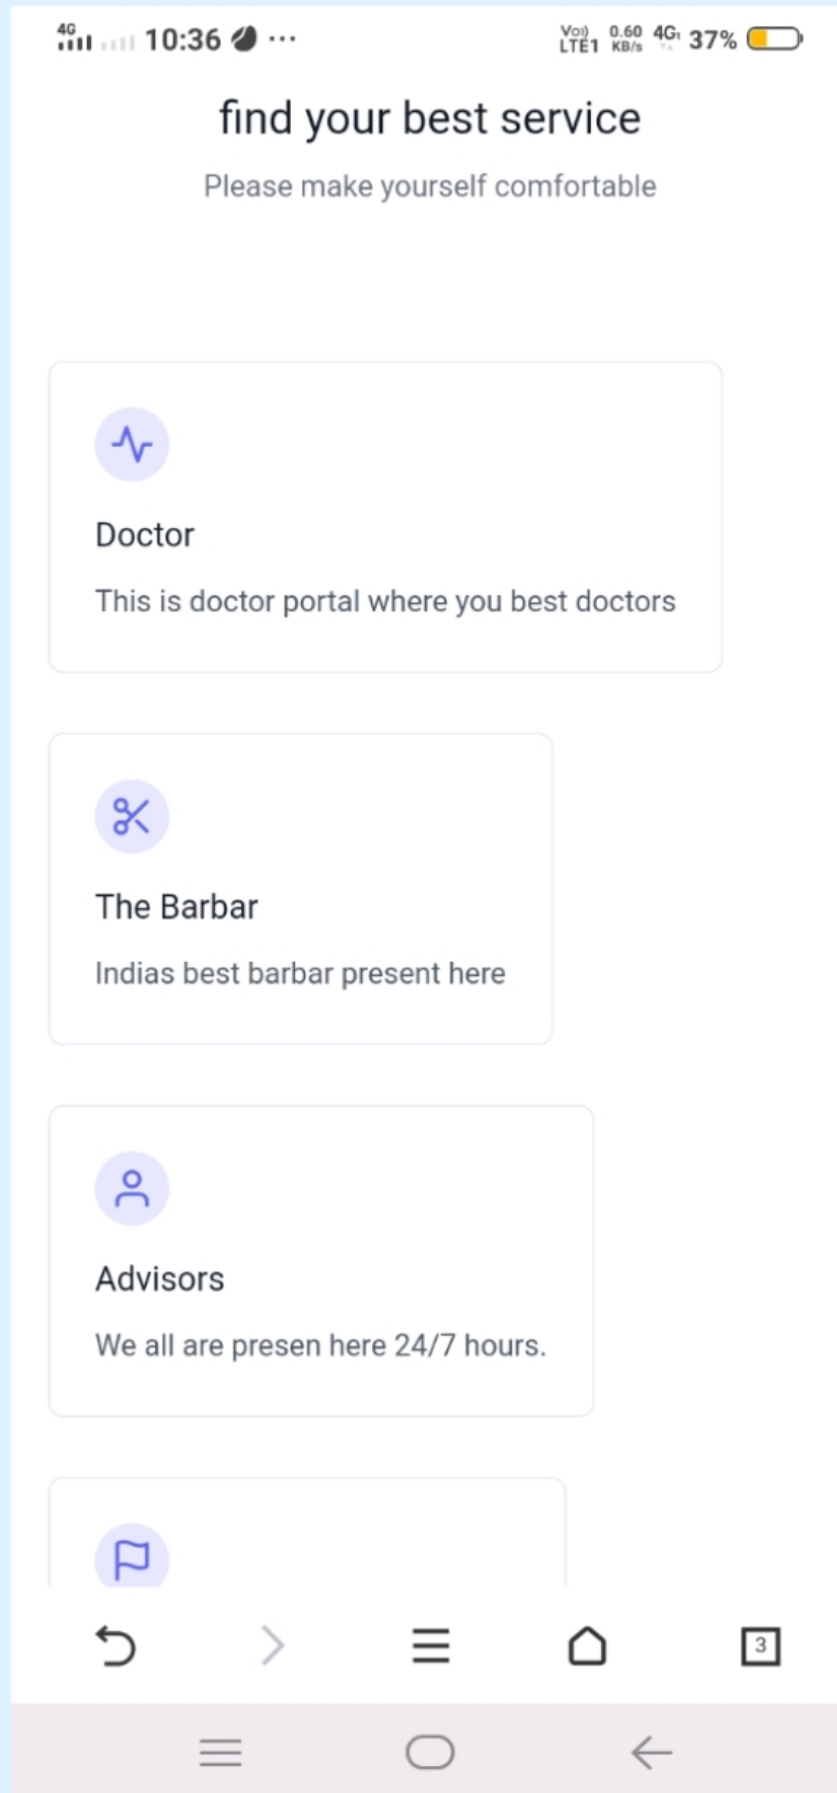 4G 10:36 ... Vo) LTE1 0.60 KB/s 4G 37%
find your best service
Please make yourself comfortable
Doctor
This is doctor portal where you best doctors
The Barbar
Indias best barbar present here
Advisors
We all are presen here 24/7 hours.
3